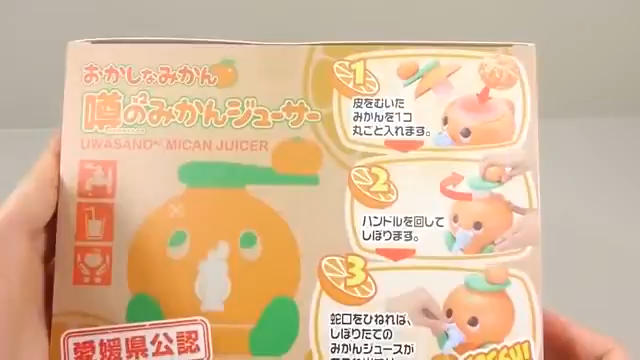 おかしなみかん
噂のみかんジューサー
UWASANO MICAN JUICER
1
皮をむいた
みかんを1コ
丸ごと入れます。
2
ハンドルを回して
しぼります。
3
蛇口をひねれば、
しぼりたての
みかんジュースが
愛媛県公認